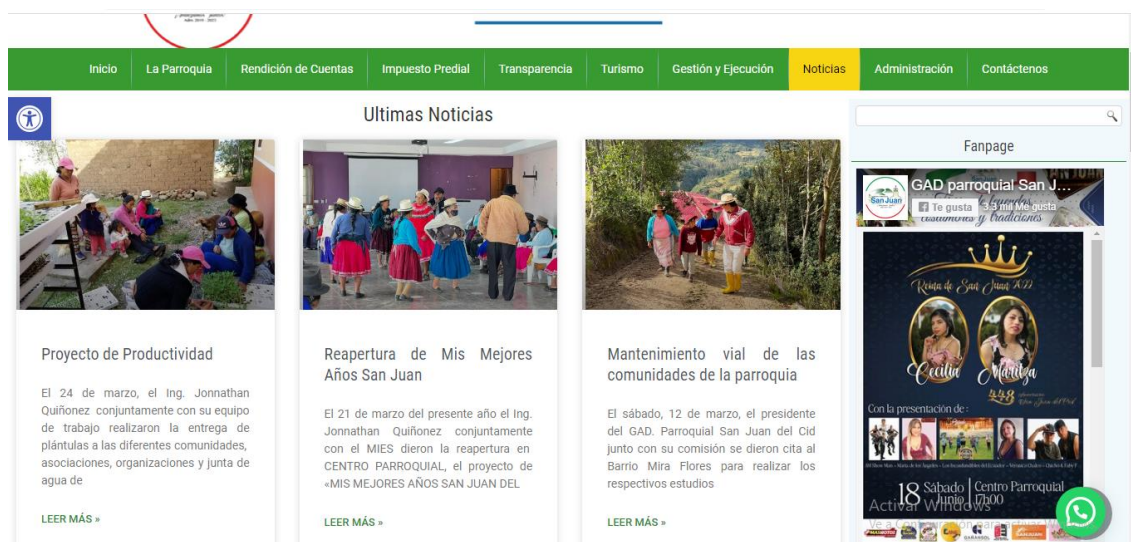 Inicio
La Parroquia
Rendición de Cuentas
Impuesto Predial
Transparencia
Turismo
Gestión y Ejecución
Noticias
Administración
Contáctenos
Ultimas Noticias
Proyecto de Productividad
El 24 de marzo, el Ing. Jonnathan
Quiñonez conjuntamente con su equipo
de trabajo realizaron la entrega de
plántulas a las diferentes comunidades,
asociaciones, organizaciones y junta de
agua de
LEER MÁS »
Reapertura de Mis Mejores
Años San Juan
El 21 de marzo del presente año el Ing.
Jonnathan Quiñonez conjuntamente
con el MIES dieron la reapertura en
CENTRO PARROQUIAL, el proyecto de
«MIS MEJORES AÑOS SAN JUAN DEL
LEER MÁS »
Mantenimiento vial de las
comunidades de la parroquia
El sábado, 12 de marzo, el presidente
del GAD. Parroquial San Juan del Cid
junto con su comisión se dieron cita al
Barrio Mira Flores para realizar los
respectivos estudios
LEER MÁS »
Fanpage
GAD parroquial San J...
San Juan
Te gusta
3.3 mil Me gusta
costumbres y tradiciones
Reina de San Juan 2022
Cecilia
Maritza
448
Con la presentación de:
18 Sábado Junio
Centro Parroquial 17h00
Activar Windows